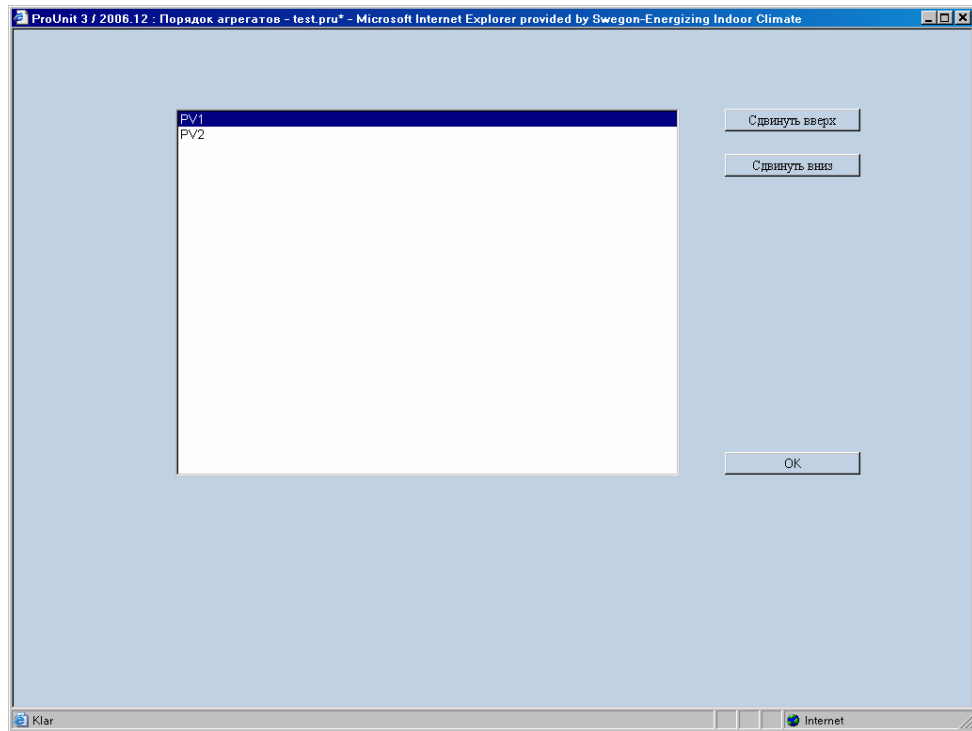 ProUnit 3 / 2006.12 : Порядок агрегатов - test.pru* - Microsoft Internet Explorer provided by Swegon-Energizing Indoor Climate
PV1
Сдвинуть вверх
PV2
Сдвинуть вниз
OK
Klar
Internet